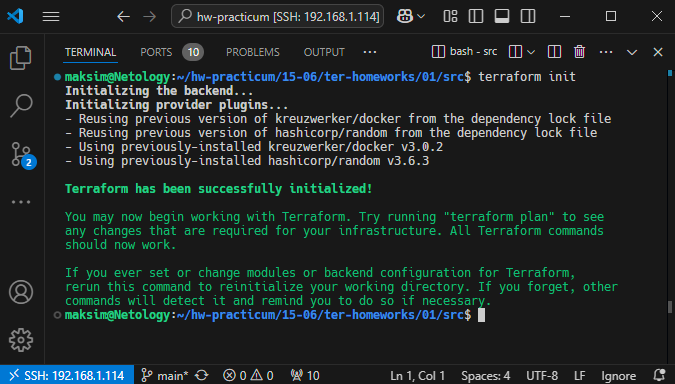 hw-practicum [SSH: 192.168.1.114]
TERMINAL PORTS 10 PROBLEMS OUTPUT ··· bash - src
maksim@Netology:~/hw-practicum/15-06/ter-homeworks/01/src$ terraform init
Initializing the backend...
Initializing provider plugins...
- Reusing previous version of kreuzwerker/docker from the dependency lock file
- Reusing previous version of hashicorp/random from the dependency lock file
- Using previously-installed kreuzwerker/docker v3.0.2
- Using previously-installed hashicorp/random v3.6.3
Terraform has been successfully initialized!
You may now begin working with Terraform. Try running "terraform plan" to see
any changes that are required for your infrastructure. All Terraform commands
should now work.
If you ever set or change modules or backend configuration for Terraform,
rerun this command to reinitialize your working directory. If you forget, other
commands will detect it and remind you to do so if necessary.
maksim@Netology:~/hw-practicum/15-06/ter-homeworks/01/src$
2
SSH: 192.168.1.114 main* 0 0 10 Ln 1, Col 1 Spaces: 4 UTF-8 LF Ignore